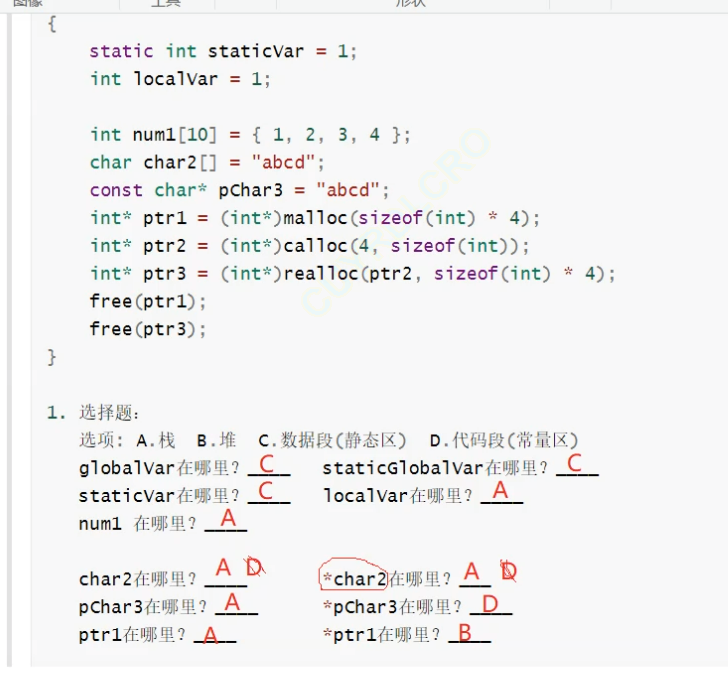 图像 工具 形状
{
static int staticVar = 1;
int localVar = 1;
int num1[10] = { 1, 2, 3, 4 };
char char2[] = "abcd";
const char* pChar3 = "abcd";
int* ptr1 = (int*)malloc(sizeof(int) * 4);
int* ptr2 = (int*)calloc(4, sizeof(int));
int* ptr3 = (int*)realloc(ptr2, sizeof(int) * 4);
free(ptr1);
free(ptr3);
}
1. 选择题:
选项: A.栈 B.堆 C.数据段(静态区) D.代码段(常量区)
globalVar在哪里? C staticGlobalVar在哪里? C
staticVar在哪里? C localVar在哪里? A
num1 在哪里? A
char2在哪里? A D *char2在哪里? A D
pChar3在哪里? A *pChar3在哪里? D
ptr1在哪里? A *ptr1在哪里? B